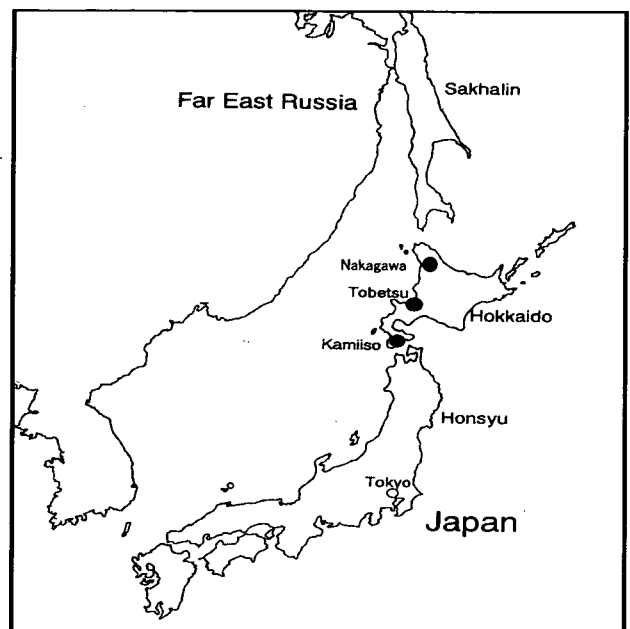 Sakhalin
Far East Russia
Nakagawa
Tobetsu
Hokkaido
Kamiiso
Honsyu
Tokyo
Japan